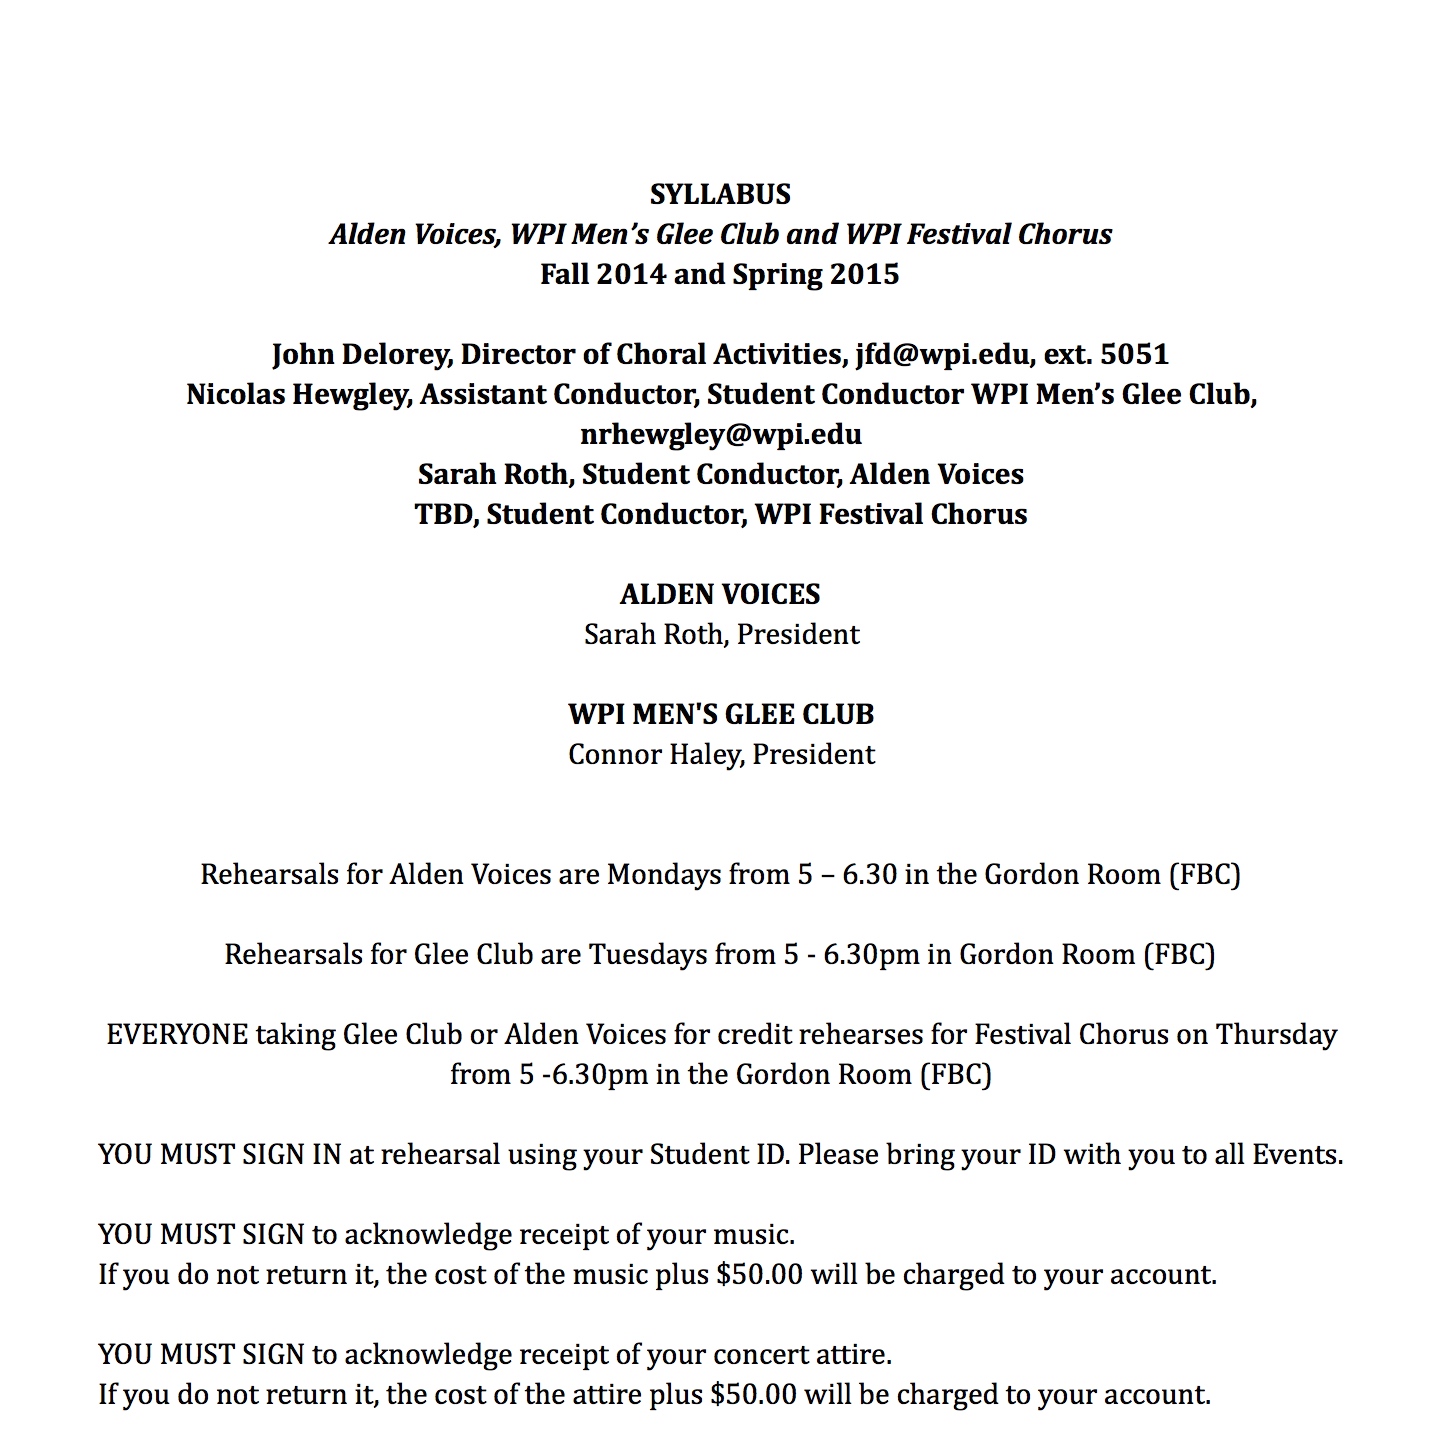 SYLLABUS
Alden Voices, WPI Men’s Glee Club and WPI Festival Chorus
Fall 2014 and Spring 2015
John Delorey, Director of Choral Activities, jfd@wpi.edu, ext. 5051
Nicolas Hewgley, Assistant Conductor, Student Conductor WPI Men’s Glee Club,
nrhewgley@wpi.edu
Sarah Roth, Student Conductor, Alden Voices
TBD, Student Conductor, WPI Festival Chorus
ALDEN VOICES
Sarah Roth, President
WPI MEN'S GLEE CLUB
Connor Haley, President
Rehearsals for Alden Voices are Mondays from 5 – 6.30 in the Gordon Room (FBC)
Rehearsals for Glee Club are Tuesdays from 5 - 6.30pm in Gordon Room (FBC)
EVERYONE taking Glee Club or Alden Voices for credit rehearses for Festival Chorus on Thursday
from 5 -6.30pm in the Gordon Room (FBC)
YOU MUST SIGN IN at rehearsal using your Student ID. Please bring your ID with you to all Events.
YOU MUST SIGN to acknowledge receipt of your music.
If you do not return it, the cost of the music plus $50.00 will be charged to your account.
YOU MUST SIGN to acknowledge receipt of your concert attire.
If you do not return it, the cost of the attire plus $50.00 will be charged to your account.